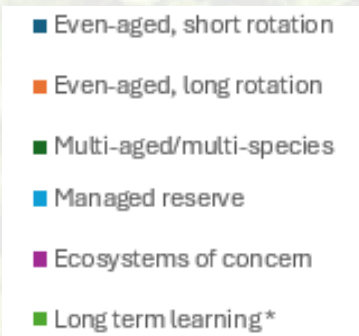 Even-aged, short rotation
Even-aged, long rotation
Multi-aged/multi-species
Managed reserve
Ecosystems of concern
Long term learning*